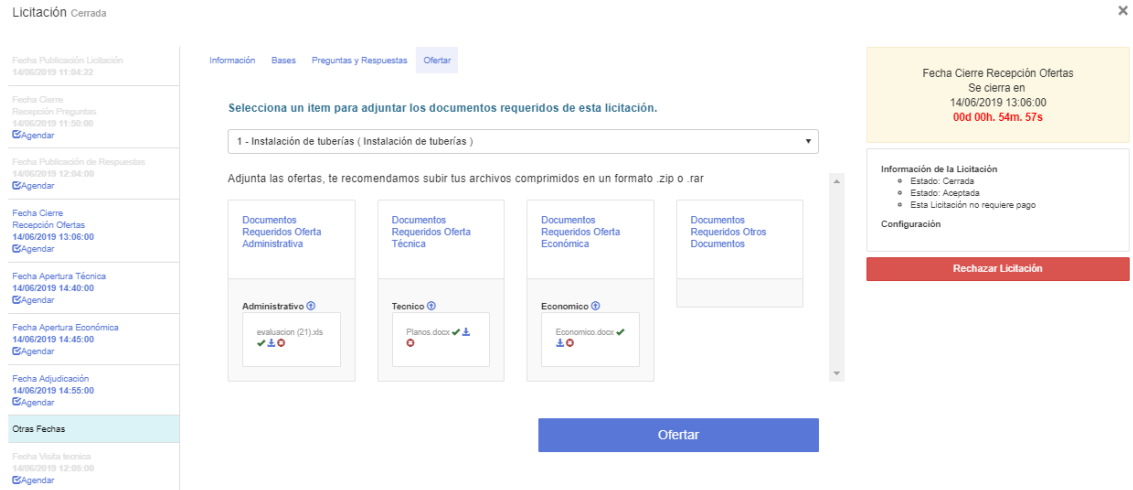 Licitación Cerrada
×
Fecha Publicación Licitación
14/06/2019 11:04:22
Fecha Cierre
Recepción Preguntas
14/06/2019 11:50:00
Agendar
Fecha Publicación de Respuestas
14/06/2019 12:04:00
Agendar
Fecha Cierre
Recepción Ofertas
14/06/2019 13:06:00
Agendar
Fecha Apertura Técnica
14/06/2019 14:40:00
Agendar
Fecha Apertura Económica
14/06/2019 14:45:00
Agendar
Fecha Adjudicación
14/06/2019 14:55:00
Agendar
Otras Fechas
Fecha Visita tecnica
14/06/2019 12:05:00
Agendar
Información Bases Preguntas y Respuestas Ofertar
Selecciona un item para adjuntar los documentos requeridos de esta licitación.
1 - Instalación de tuberías ( Instalación de tuberías )
Adjunta las ofertas, te recomendamos subir tus archivos comprimidos en un formato .zip o .rar
Documentos
Requeridos Oferta
Administrativa
Administrativo
evaluacion (21).xls
Documentos
Requeridos Oferta
Técnica
Tecnico
Planos.docx
Documentos
Requeridos Oferta
Económica
Economico
Economico.docx
Documentos
Requeridos Otros
Documentos
Ofertar
Fecha Cierre Recepción Ofertas
Se cierra en
14/06/2019 13:06:00
00d 00h. 54m. 57s
Información de la Licitación
Estado: Cerrada
Estado: Aceptada
Esta Licitación no requiere pago
Configuración
Rechazar Licitación